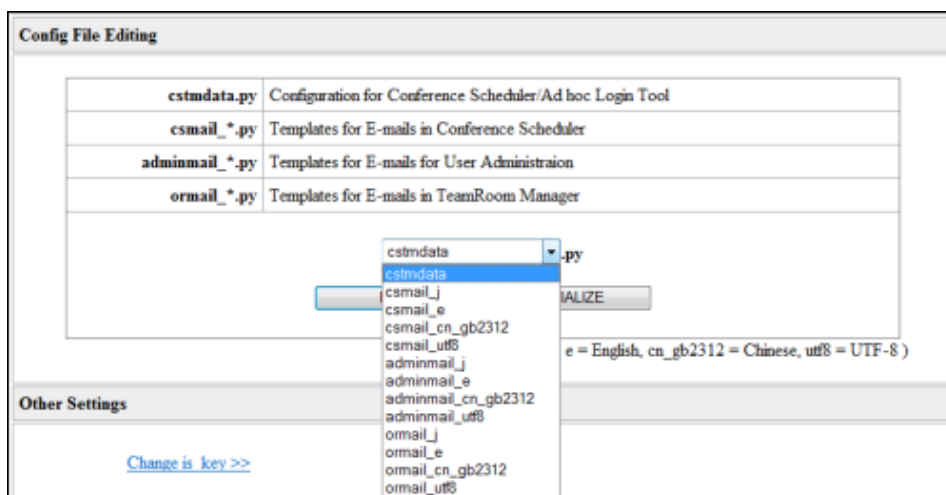 Config File Editing
cstmdata.py Configuration for Conference Scheduler/Ad hoc Login Tool
csmail_*.py Templates for E-mails in Conference Scheduler
adminmail_*.py Templates for E-mails for User Administraion
ormail_*.py Templates for E-mails in TeamRoom Manager
cstmdata .py
cstmdata
csmail_j
IALIZE
csmail_e
csmail_cn_gb2312
csmail_utf8
e = English, cn_gb2312 = Chinese, utf8 = UTF-8 )
adminmail_j
adminmail_e
adminmail_cn_gb2312
Other Settings
adminmail_utf8
ormail_j
ormail_e
Change is_key >>
ormail_cn_gb2312
ormail_utf8